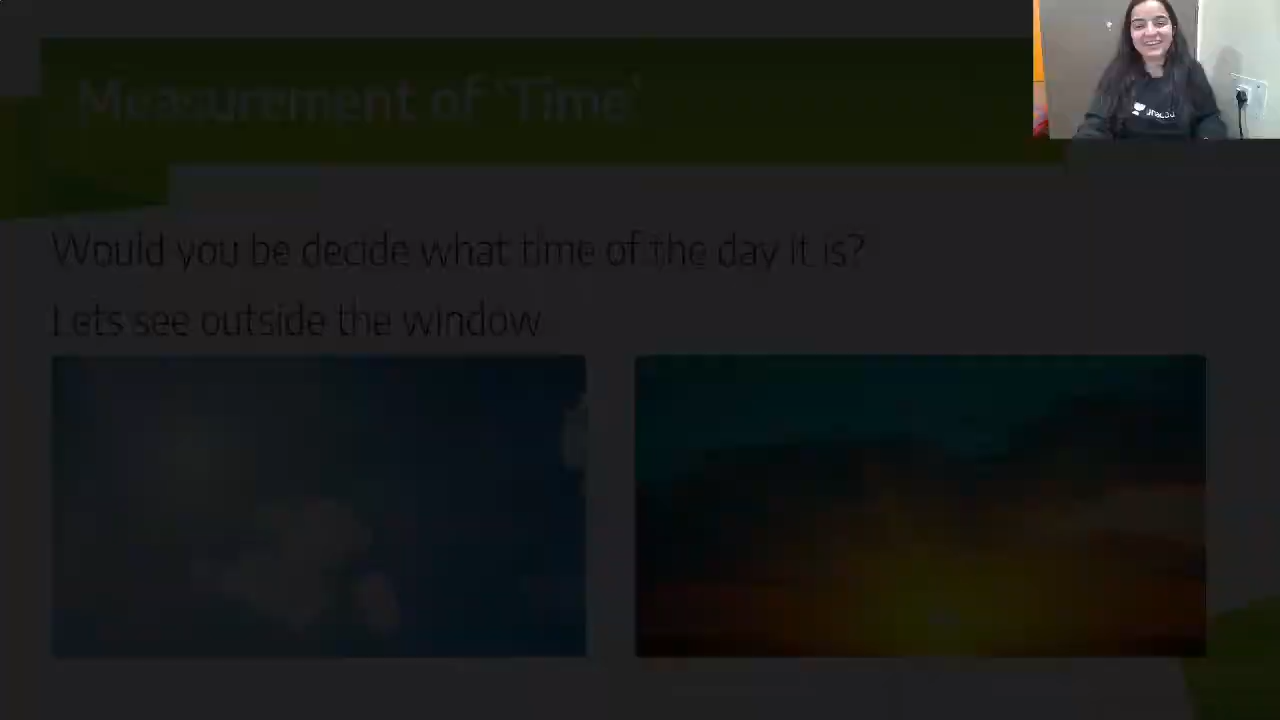 Measurement of 'Time'
Would you be decide what time of the day it is?
Lets see outside the window